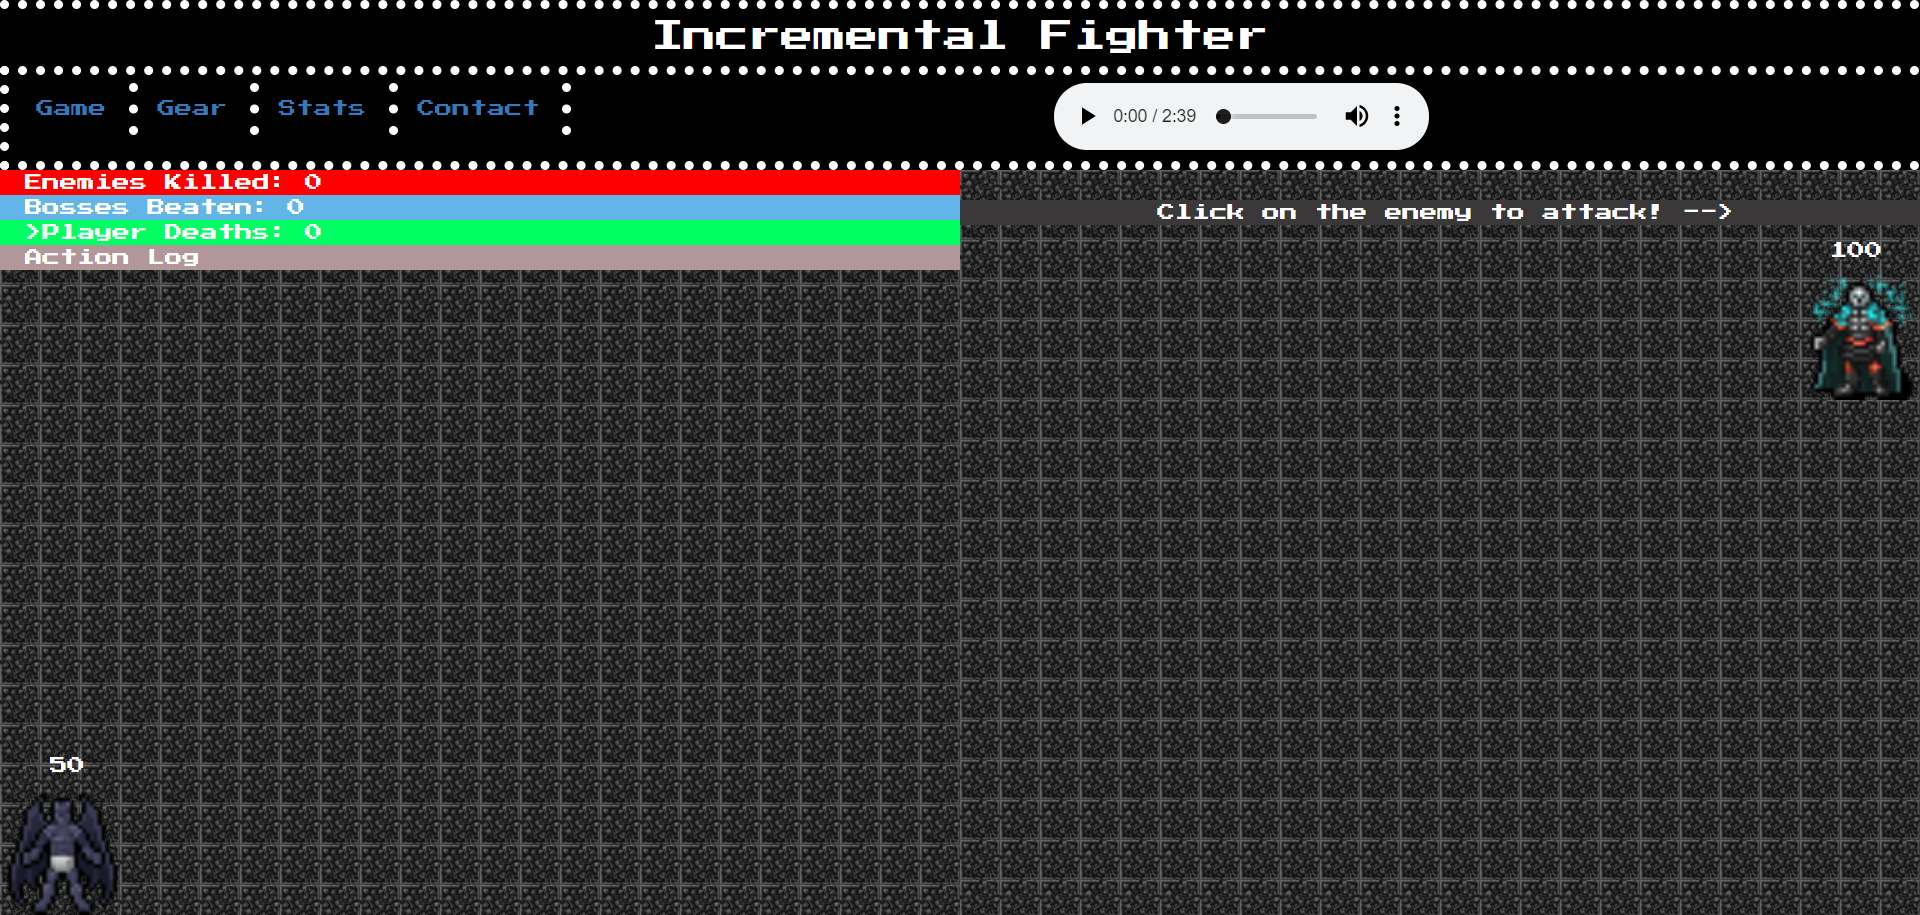 Incremental Fighter
Game Gear Stats Contact
0:00 / 2:39
Enemies Killed: 0
Bosses Beaten: 0
>Player Deaths: 0
Action Log
Click on the enemy to attack! -->
100
50